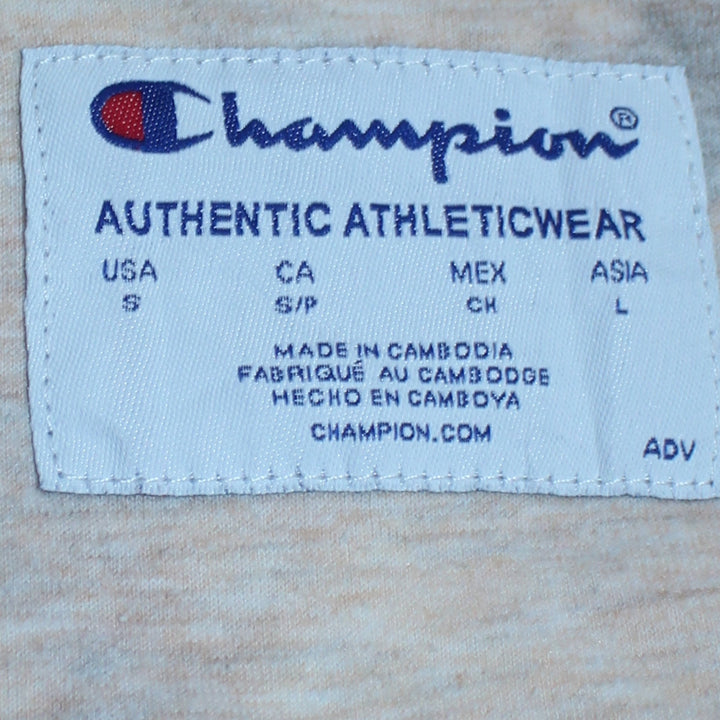 Champion®
AUTHENTIC ATHLETICWEAR
USA CA MEX ASIA
S S/P CH L
MADE IN CAMBODIA
FABRIQUÉ AU CAMBODGE
HECHO EN CAMBOYA
CHAMPION.COM
ADV